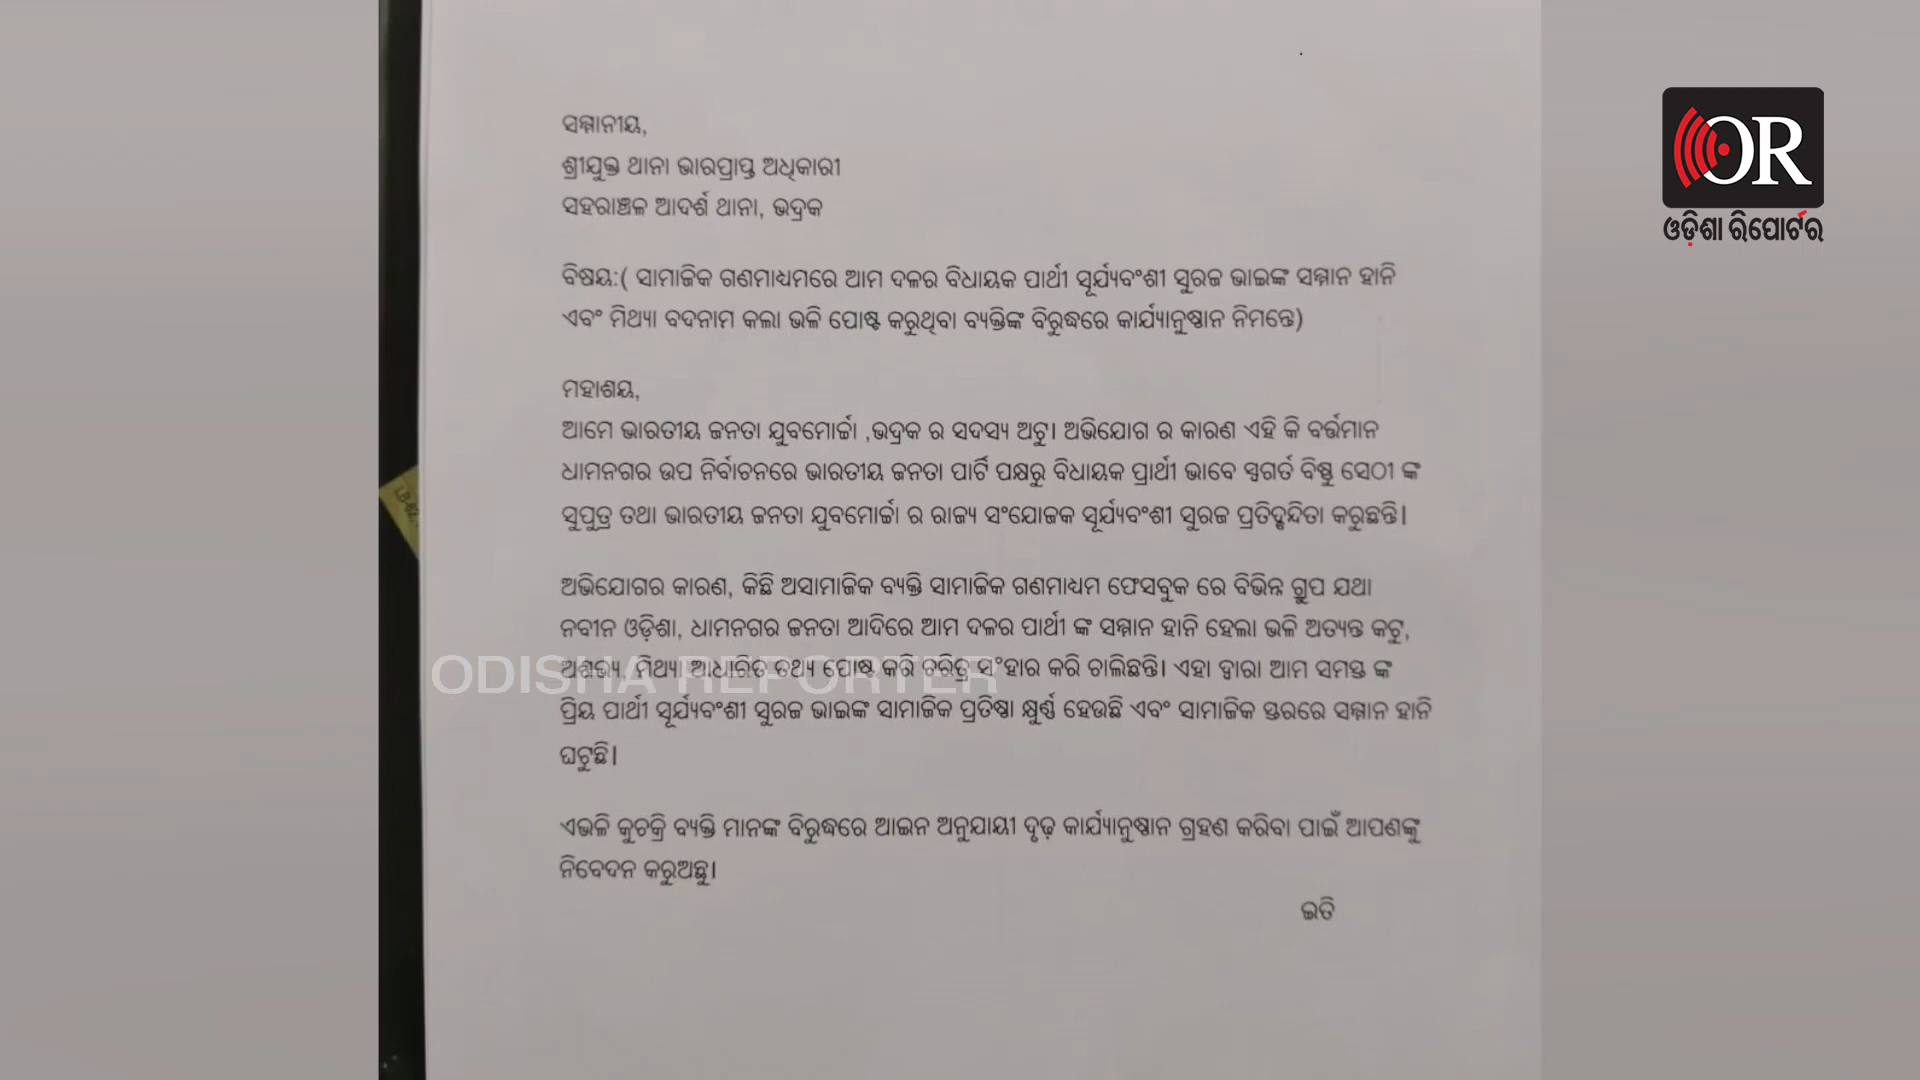 ସମ୍ମାନୀୟ,
ଶ୍ରୀଯୁକ୍ତ ଥାନା ଭାରପ୍ରାପ୍ତ ଅଧିକାରୀ
ସହରାଞ୍ଚଳ ଆଦର୍ଶ ଥାନା, ଭଦ୍ରକ
OR
ଓଡ଼ିଶା ରିପୋର୍ଟର
ବିଷୟ:( ସାମାଜିକ ଗଣମାଧ୍ୟମରେ ଆମ ଦଳର ବିଧାୟକ ପାର୍ଥୀ ସୂର୍ଯ୍ୟବଂଶୀ ସୁରଜ ଭାଇଙ୍କ ସମ୍ମାନ ହାନି
ଏବଂ ମିଥ୍ୟା ବଦନାମ କଲା ଭଳି ପୋଷ୍ଟ କରୁଥିବା ବ୍ୟକ୍ତିଙ୍କ ବିରୁଦ୍ଧରେ କାର୍ଯ୍ୟାନୁଷ୍ଠାନ ନିମନ୍ତେ)
ମହାଶୟ,
ଆମେ ଭାରତୀୟ ଜନତା ଯୁବମୋର୍ଚ୍ଚା ,ଭଦ୍ରକ ର ସଦସ୍ୟ ଅଟୁ। ଅଭିଯୋଗ ର କାରଣ ଏହି କି ବର୍ତ୍ତମାନ
ଧାମନଗର ଉପ ନିର୍ବାଚନରେ ଭାରତୀୟ ଜନତା ପାର୍ଟି ପକ୍ଷରୁ ବିଧାୟକ ପ୍ରାର୍ଥୀ ଭାବେ ସ୍ୱଗର୍ତ ବିଷ୍ଣୁ ସେଠୀ ଙ୍କ
ସୁପୁତ୍ର ତଥା ଭାରତୀୟ ଜନତା ଯୁବମୋର୍ଚ୍ଚା ର ରାଜ୍ୟ ସଂଯୋଜକ ସୂର୍ଯ୍ୟବଂଶୀ ସୁରଜ ପ୍ରତିଦ୍ବନ୍ଦିତା କରୁଛନ୍ତି।
ଅଭିଯୋଗର କାରଣ, କିଛି ଅସାମାଜିକ ବ୍ୟକ୍ତି ସାମାଜିକ ଗଣମାଧ୍ୟମ ଫେସବୁକ ରେ ବିଭିନ୍ନ ଗ୍ରୁପ ଯଥା
ନବୀନ ଓଡ଼ିଶା, ଧାମନଗର ଜନତା ଆଦିରେ ଆମ ଦଳର ପାର୍ଥୀ ଙ୍କ ସମ୍ମାନ ହାନି ହେଲା ଭଳି ଅତ୍ୟନ୍ତ କଟୁ,
ଅଶଭ୍ୟ, ମିଥ୍ୟା ଆଧାରିତ ତଥ୍ୟ ପୋଷ୍ଟ କରି ଚରିତ୍ର ସଂହାର କରି ଚାଲିଛନ୍ତି। ଏହା ଦ୍ୱାରା ଆମ ସମସ୍ତ ଙ୍କ
ODISHA REPORTER
ପ୍ରିୟ ପାର୍ଥୀ ସୂର୍ଯ୍ୟବଂଶୀ ସୁରଜ ଭାଇଙ୍କ ସାମାଜିକ ପ୍ରତିଷ୍ଠା କ୍ଷୁର୍ଣ୍ଣ ହେଉଛି ଏବଂ ସାମାଜିକ ସ୍ତରରେ ସମ୍ମାନ ହାନି
ଘଟୁଛି।
ଏଭଳି କୁଚକ୍ରି ବ୍ୟକ୍ତି ମାନଙ୍କ ବିରୁଦ୍ଧରେ ଆଇନ ଅନୁଯାୟୀ ଦୃଢ଼ କାର୍ଯ୍ୟାନୁଷ୍ଠାନ ଗ୍ରହଣ କରିବା ପାଇଁ ଆପଣଙ୍କୁ
ନିବେଦନ କରୁଅଛୁ।
ଇତି